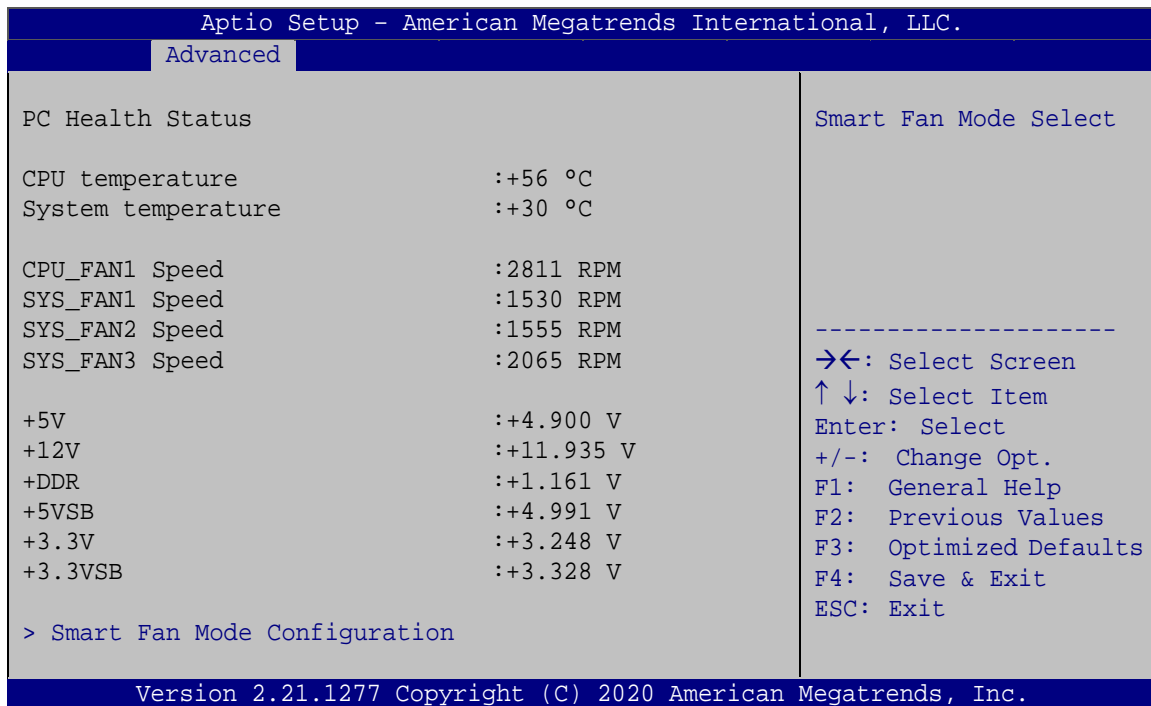 Aptio Setup – American Megatrends International, LLC.
Advanced
PC Health Status
CPU temperature :+56 ºC
System temperature :+30 ºC
CPU_FAN1 Speed :2811 RPM
SYS_FAN1 Speed :1530 RPM
SYS_FAN2 Speed :1555 RPM
SYS_FAN3 Speed :2065 RPM
+5V :+4.900 V
+12V :+11.935 V
+DDR :+1.161 V
+5VSB :+4.991 V
+3.3V :+3.248 V
+3.3VSB :+3.328 V
> Smart Fan Mode Configuration
Smart Fan Mode Select
---------------------
→←: Select Screen
↑ ↓: Select Item
Enter: Select
+/-: Change Opt.
F1: General Help
F2: Previous Values
F3: Optimized Defaults
F4: Save & Exit
ESC: Exit
Version 2.21.1277 Copyright (C) 2020 American Megatrends, Inc.